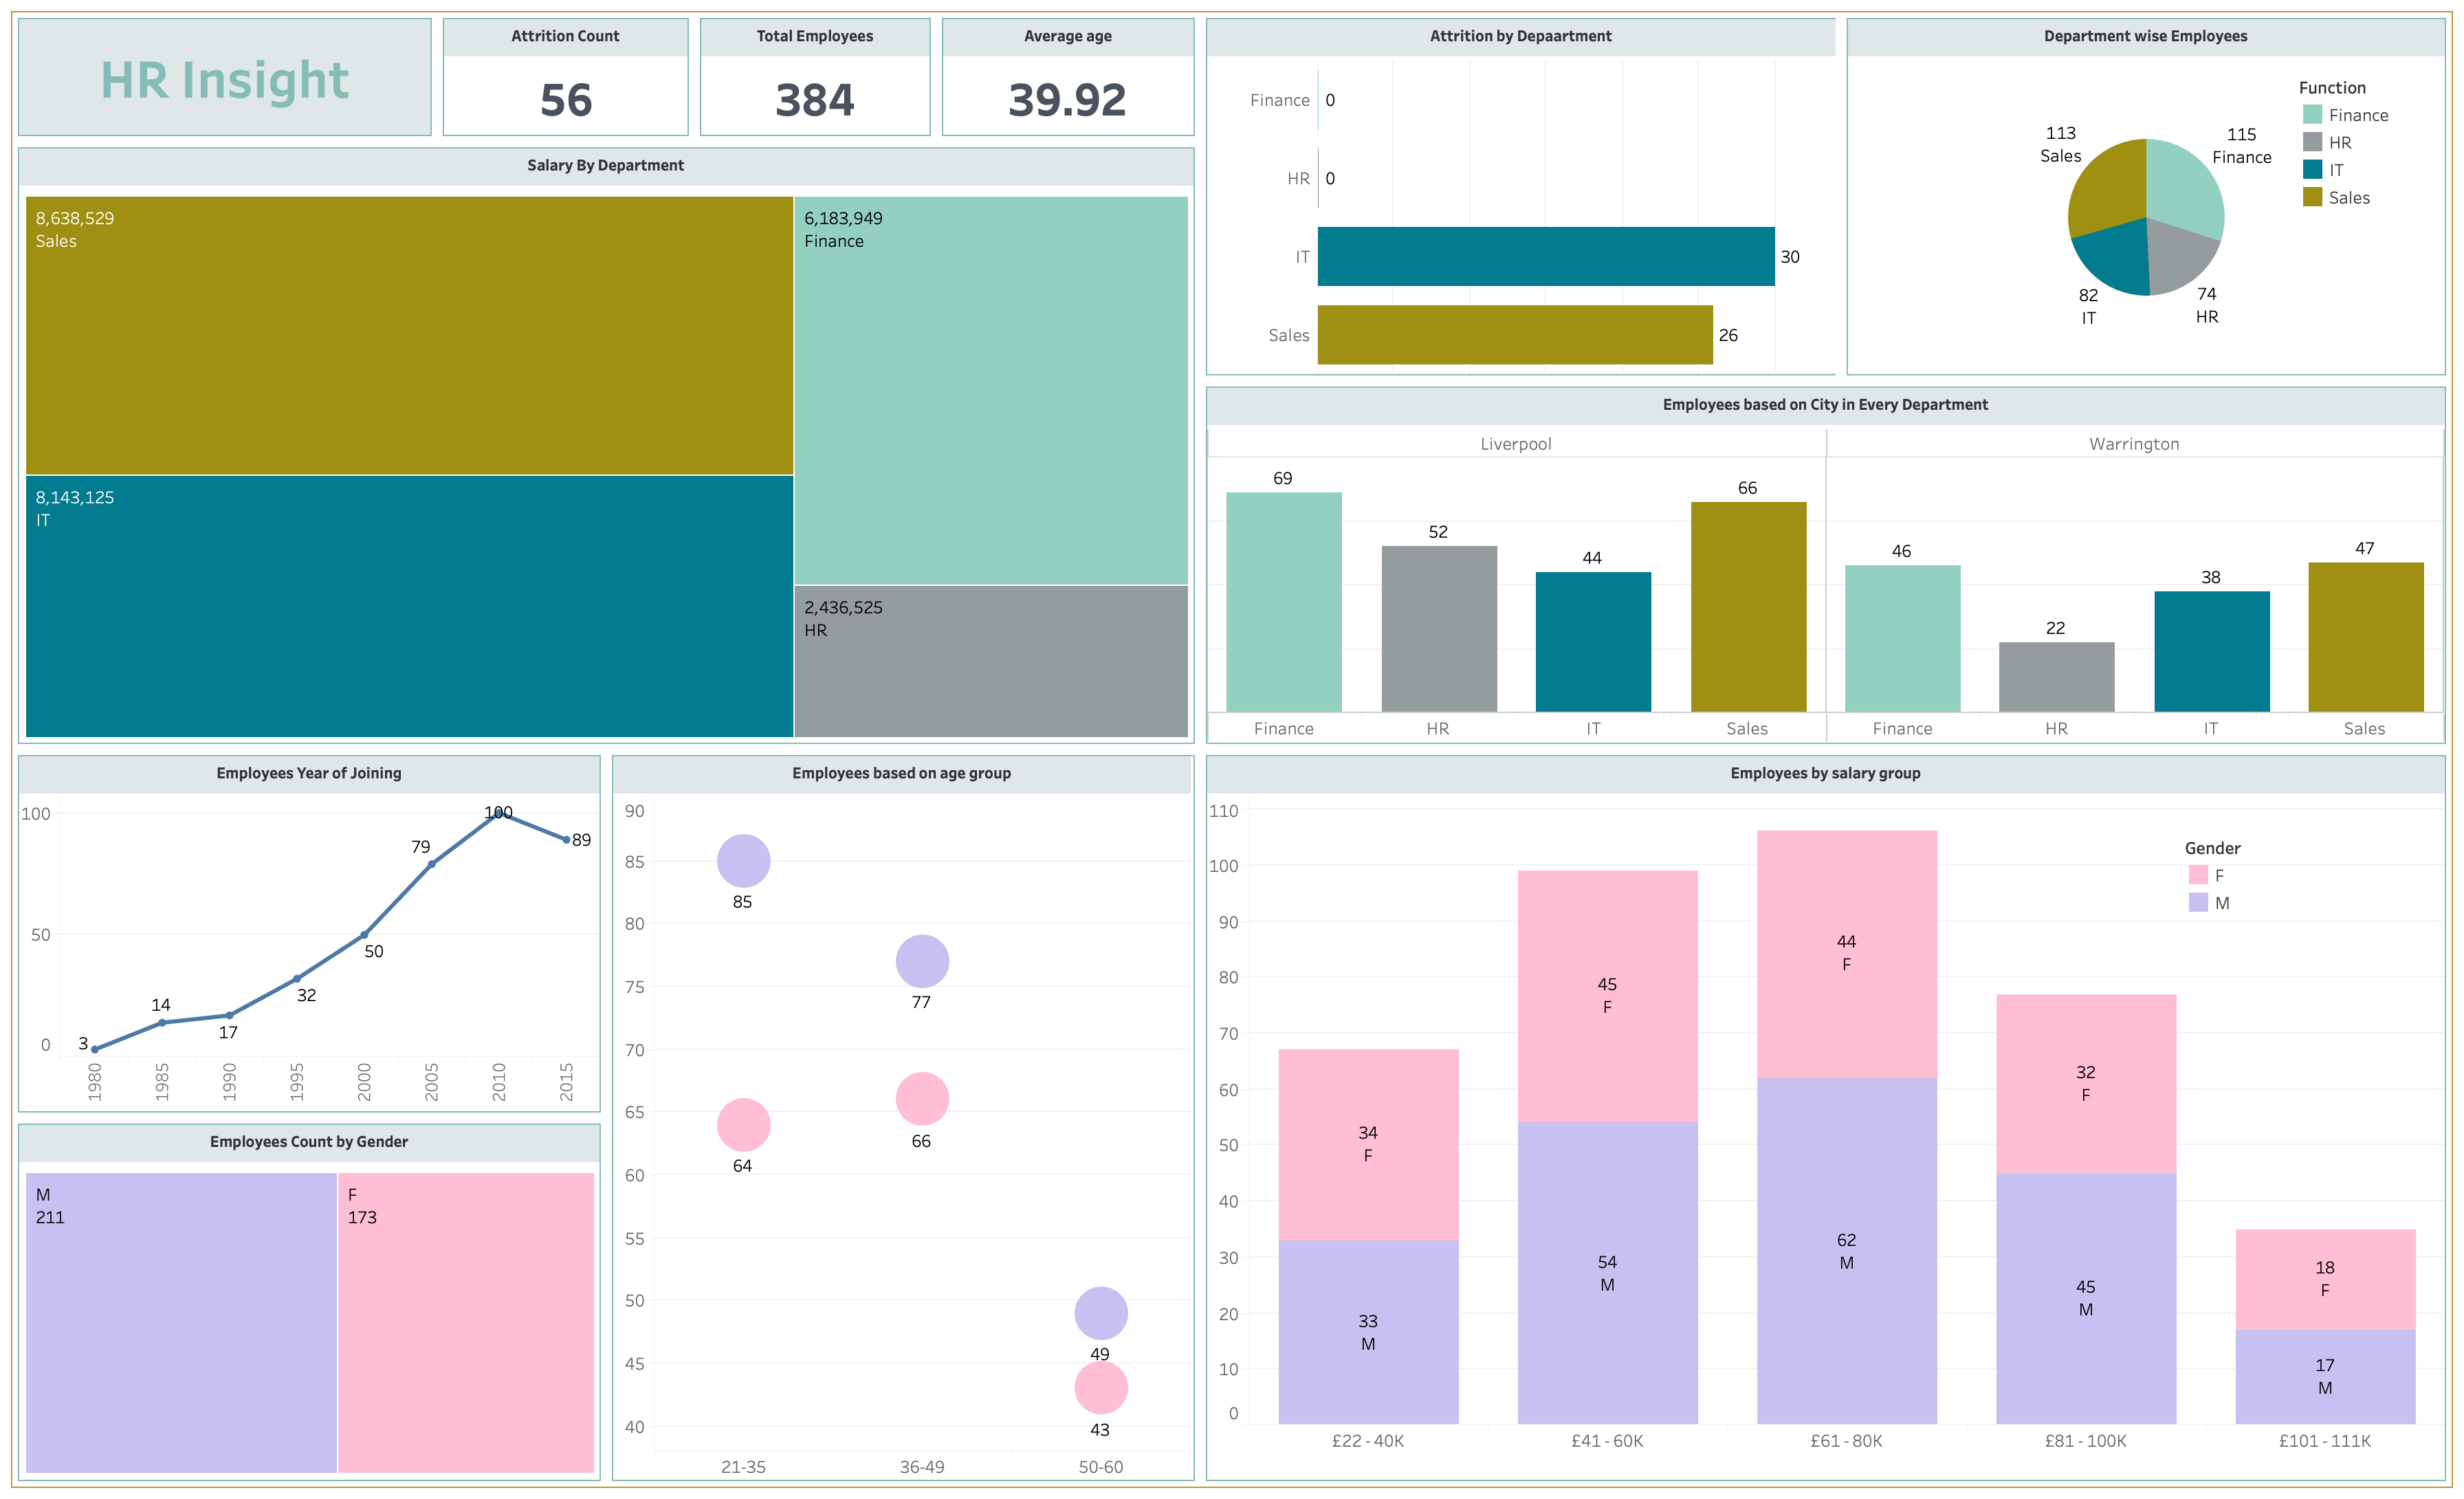 HR Insight
Attrition Count
56
Total Employees
384
Average age
39.92
Attrition by Depaartment
Finance 0
HR 0
IT 30
Sales 26
Department wise Employees
Function
Finance
HR
IT
Sales
113
Sales
115
Finance
82
IT
74
HR
Salary By Department
8,638,529
Sales
6,183,949
Finance
8,143,125
IT
2,436,525
HR
Employees based on City in Every Department
Liverpool Warrington
69 52 44 66 46 22 38 47
Finance HR IT Sales Finance HR IT Sales
Employees Year of Joining
100
50
0
3 14 17 32 50 79 100 89
1980 1985 1990 1995 2000 2005 2010 2015
Employees Count by Gender
M
211
F
173
Employees based on age group
90
85
80
75
70
65
60
55
50
45
40
85
77
64
66
49
43
21-35 36-49 50-60
Employees by salary group
110
100
90
80
70
60
50
40
30
20
10
0
Gender
F
M
34
F
33
M
45
F
54
M
44
F
62
M
32
F
45
M
18
F
17
M
£22 - 40K £41 - 60K £61 - 80K £81 - 100K £101 - 111K